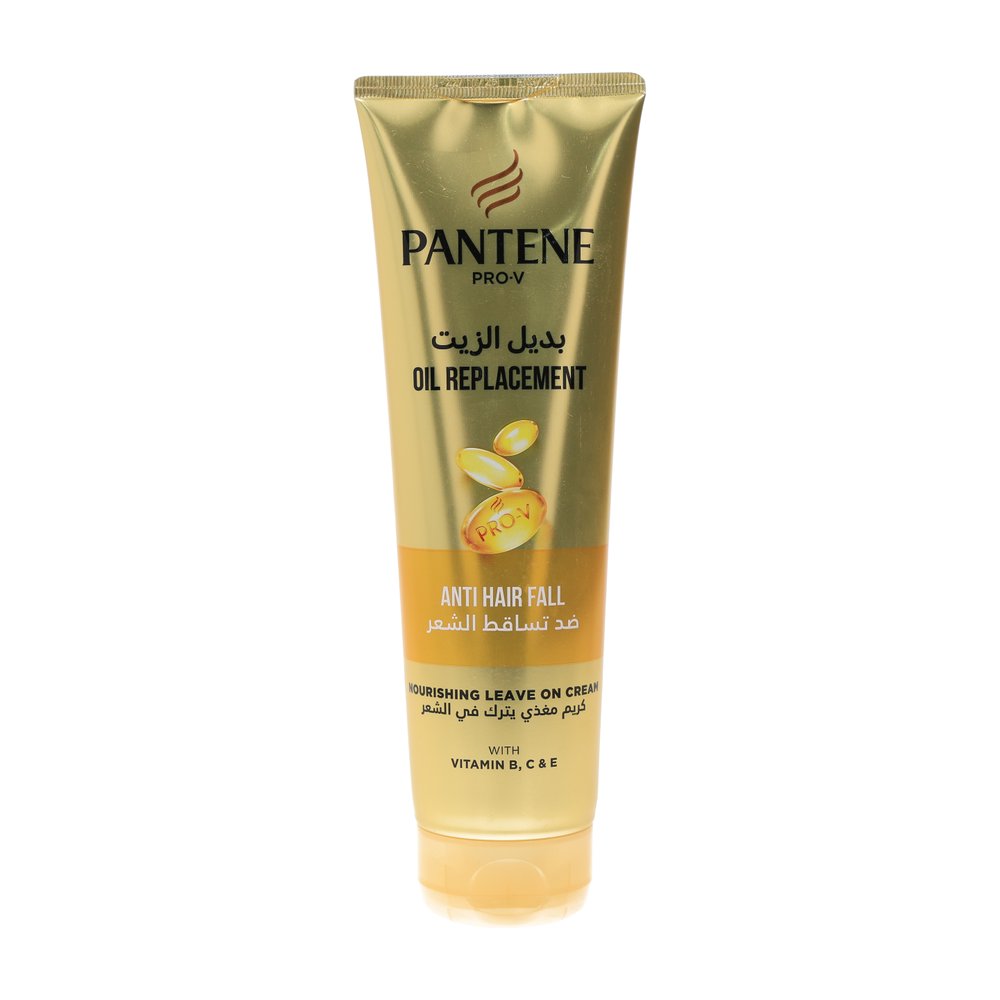 PANTENE
PRO-V
بديل الزيت
OIL REPLACEMENT
PRO-V
ANTI HAIR FALL
ضد تساقط الشعر
NOURISHING LEAVE ON CREAM
كريم مغذي يترك في الشعر
WITH
VITAMIN B, C & E